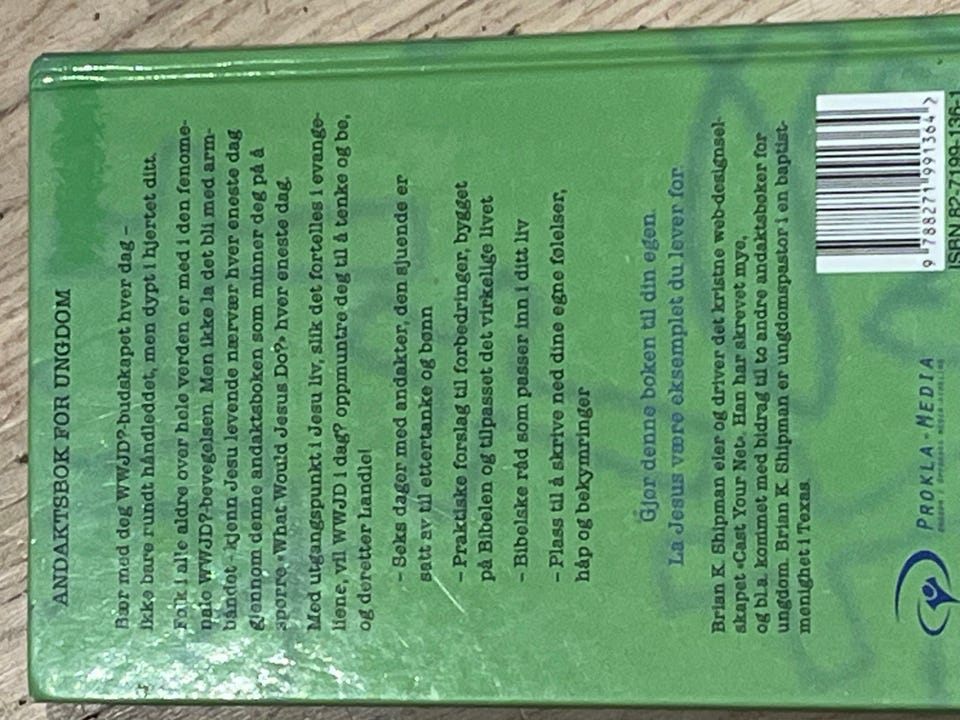 ANDAKTSBOK FOR UNGDOM
Bær med deg WWJD?-budskapet hver dag –
ikke bare rundt håndleddet, men dypt i hjertet ditt.
Folk i alle aldre over hele verden er med i den fenome-
nale WWJD?-bevegelsen. Men ikke la det bli med arm-
båndet - kjenn Jesu levende nærvær hver eneste dag
gjennom denne andaktsboken som minner deg på å
spørre «What Would Jesus Do?» hver eneste dag.
Med utgangspunkt i Jesu liv, slik det fortelles i evange-
liene, vil WWJD i dag? oppmuntre deg til å tenke og be,
og deretter handle!
– Seks dager med andakter, den sjuende er
satt av til ettertanke og bønn
– Praktiske forslag til forbedringer, bygget
på Bibelen og tilpasset det virkelige livet
– Bibelske råd som passer inn i ditt liv
– Plass til å skrive ned dine egne følelser,
håp og bekymringer
Gjør denne boken til din egen.
La Jesus være eksemplet du lever for.
Brian K. Shipman eier og driver det kristne web-designsel-
skapet «Cast Your Net». Han har skrevet mye,
og bl.a. kommet med bidrag til to andre andaktsbøker for
ungdom. Brian K. Shipman er ungdomspastor i en baptist-
menighet i Texas.
PROKLA-MEDIA
9 788271 991364
ISBN 82-7199-136-1